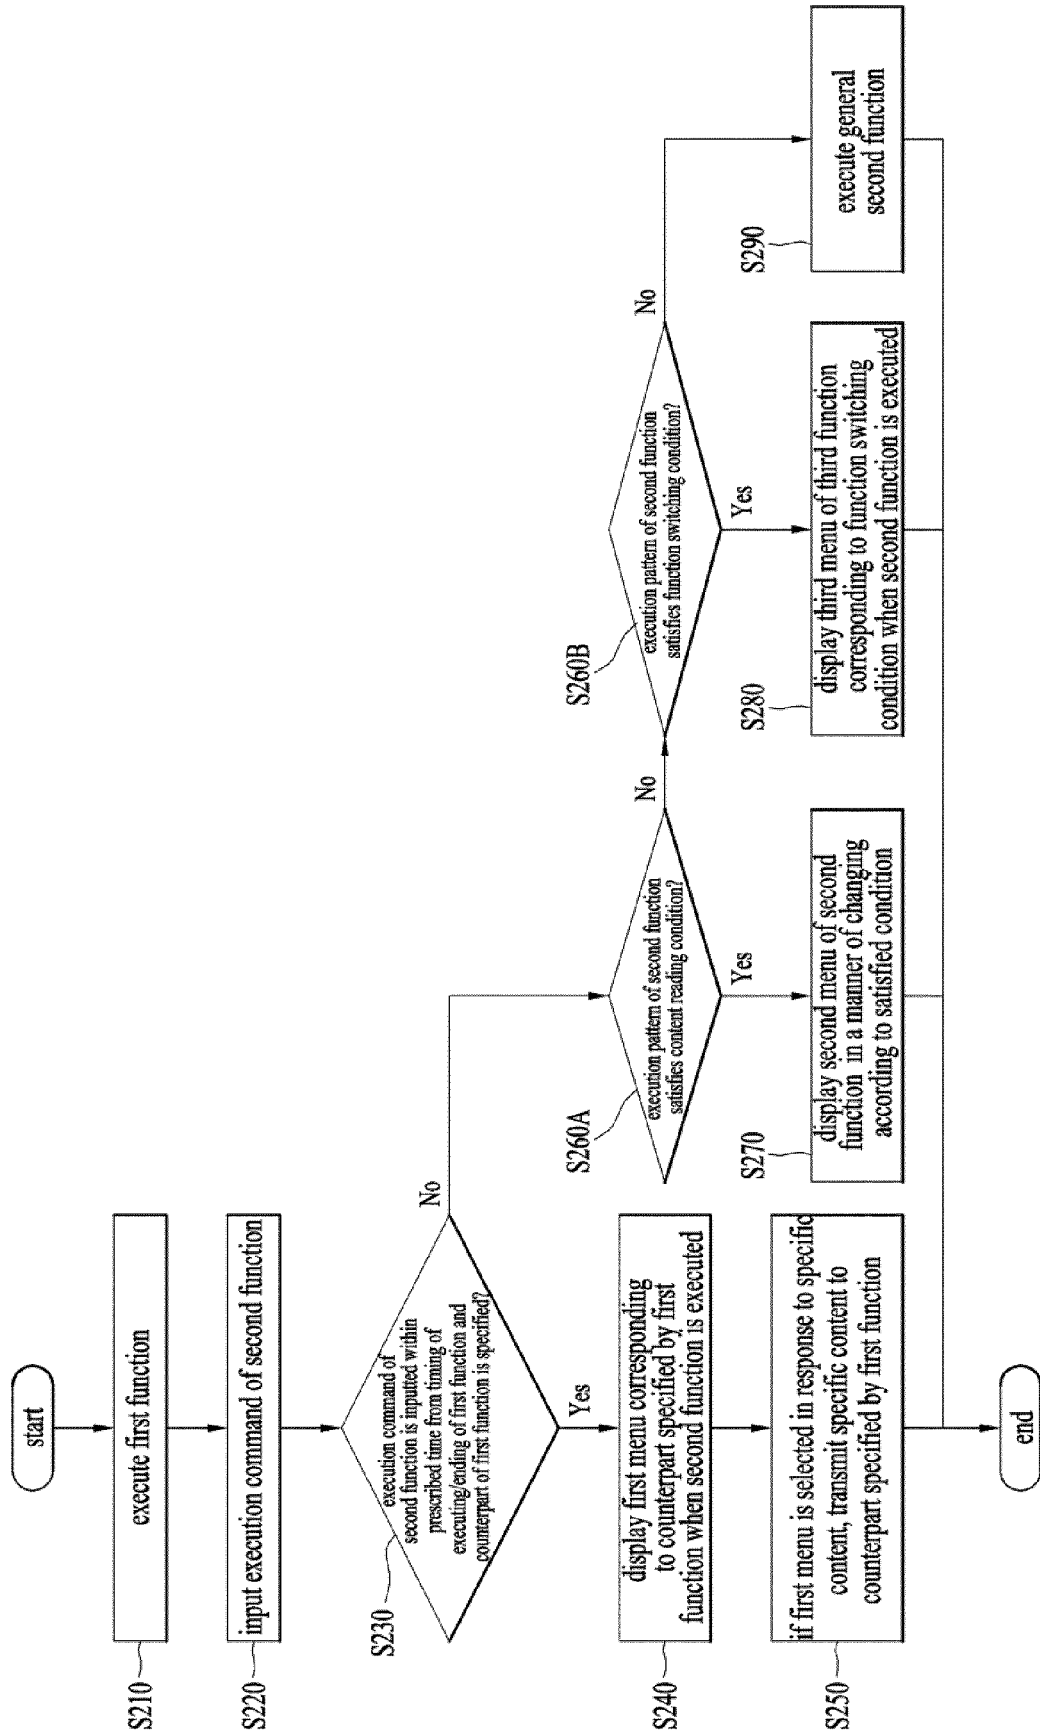 start
S210
execute first function
S220
input execution command of second function
S230
execution command of
second function is inputted within
prescribed time from timing of
executing/ending of first function and
counterpart of first function is specified?
No
Yes
S240
display first menu corresponding
to counterpart specified by first
function when second function is executed
S250
if first menu is selected in response to specific
content, transmit specific content to
counterpart specified by first function
S260A
execution pattern of second function
satisfies content reading condition?
No
Yes
S270
display second menu of second
function in a manner of changing
according to satisfied condition
S260B
execution pattern of second function
satisfies function switching condition?
No
Yes
S280
display third menu of third function
corresponding to function switching
condition when second function is executed
S290
execute general
second function
end